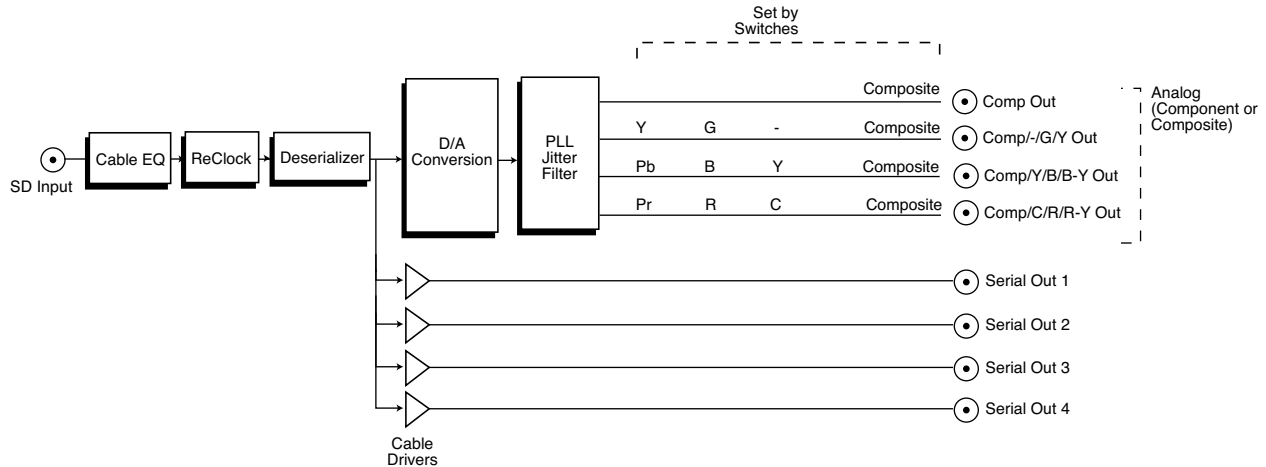 Set by
Switches
SD Input
Cable EQ
ReClock
Deserializer
D/A
Conversion
PLL
Jitter
Filter
Composite
Comp Out
Y G - Composite
Comp/-/G/Y Out
Pb B Y Composite
Comp/Y/B/B-Y Out
Pr R C Composite
Comp/C/R/R-Y Out
Analog
(Component or
Composite)
Serial Out 1
Serial Out 2
Serial Out 3
Serial Out 4
Cable
Drivers